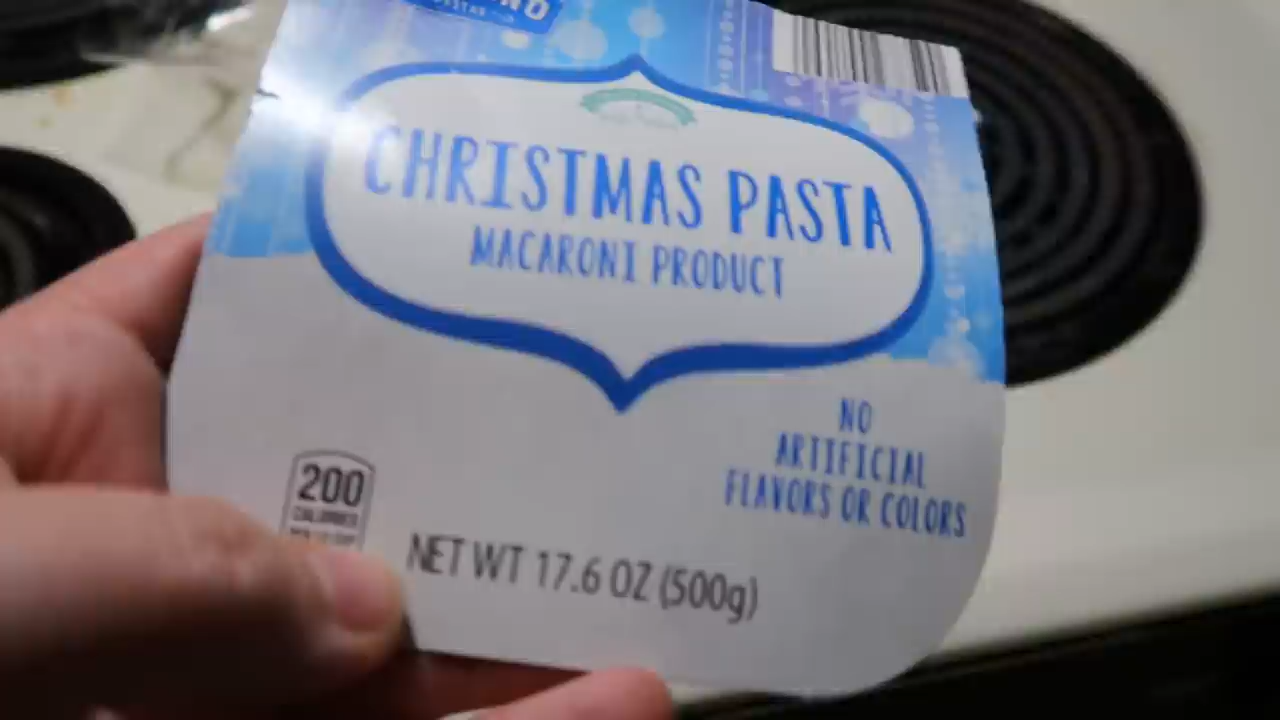 CHRISTMAS PASTA
MACARONI PRODUCT
NO
ARTIFICIAL
FLAVORS OR COLORS
200
CALORIES
NET WT 17.6 OZ (500g)